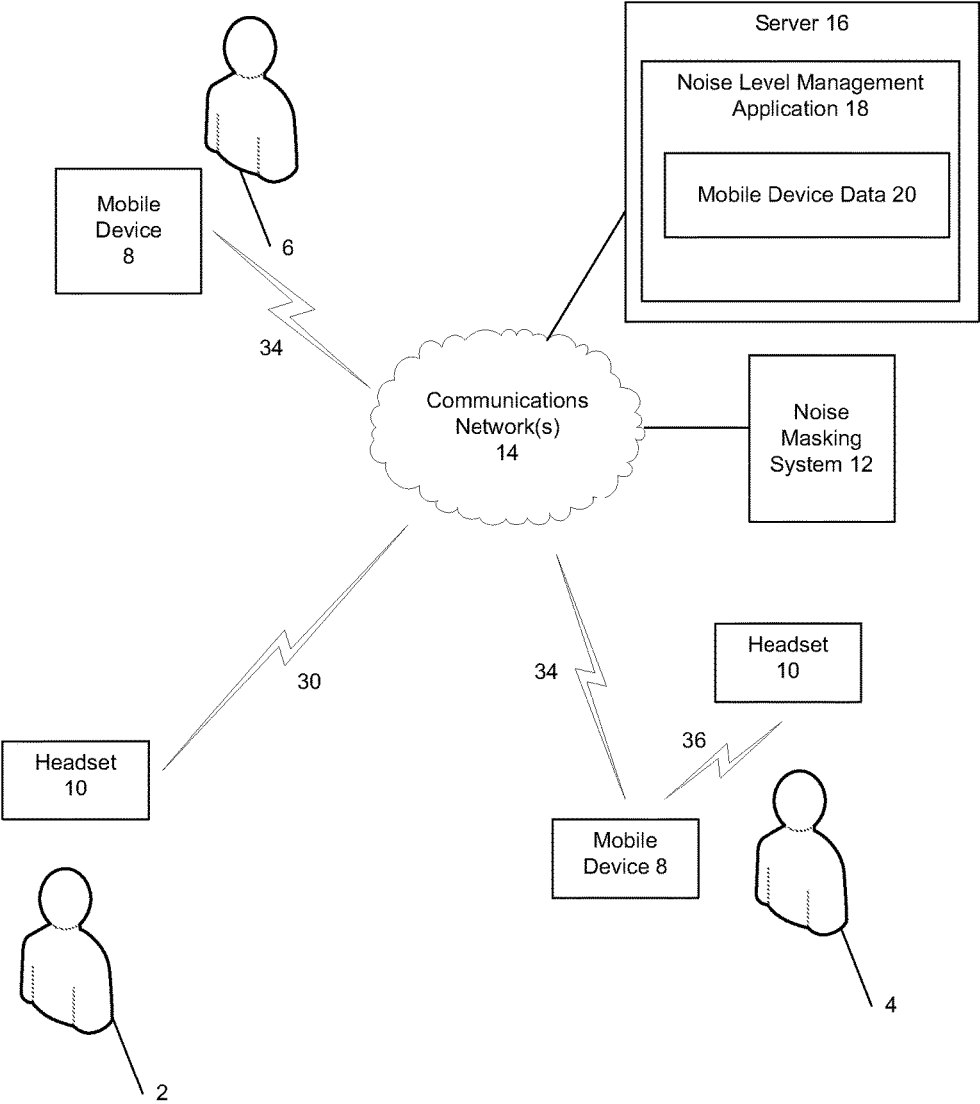 Server 16
Noise Level Management
Application 18
Mobile Device Data 20
Mobile
Device
8
6
34
Communications
Network(s)
14
Noise
Masking
System 12
30
34
Headset
10
36
Headset
10
Mobile
Device 8
4
2